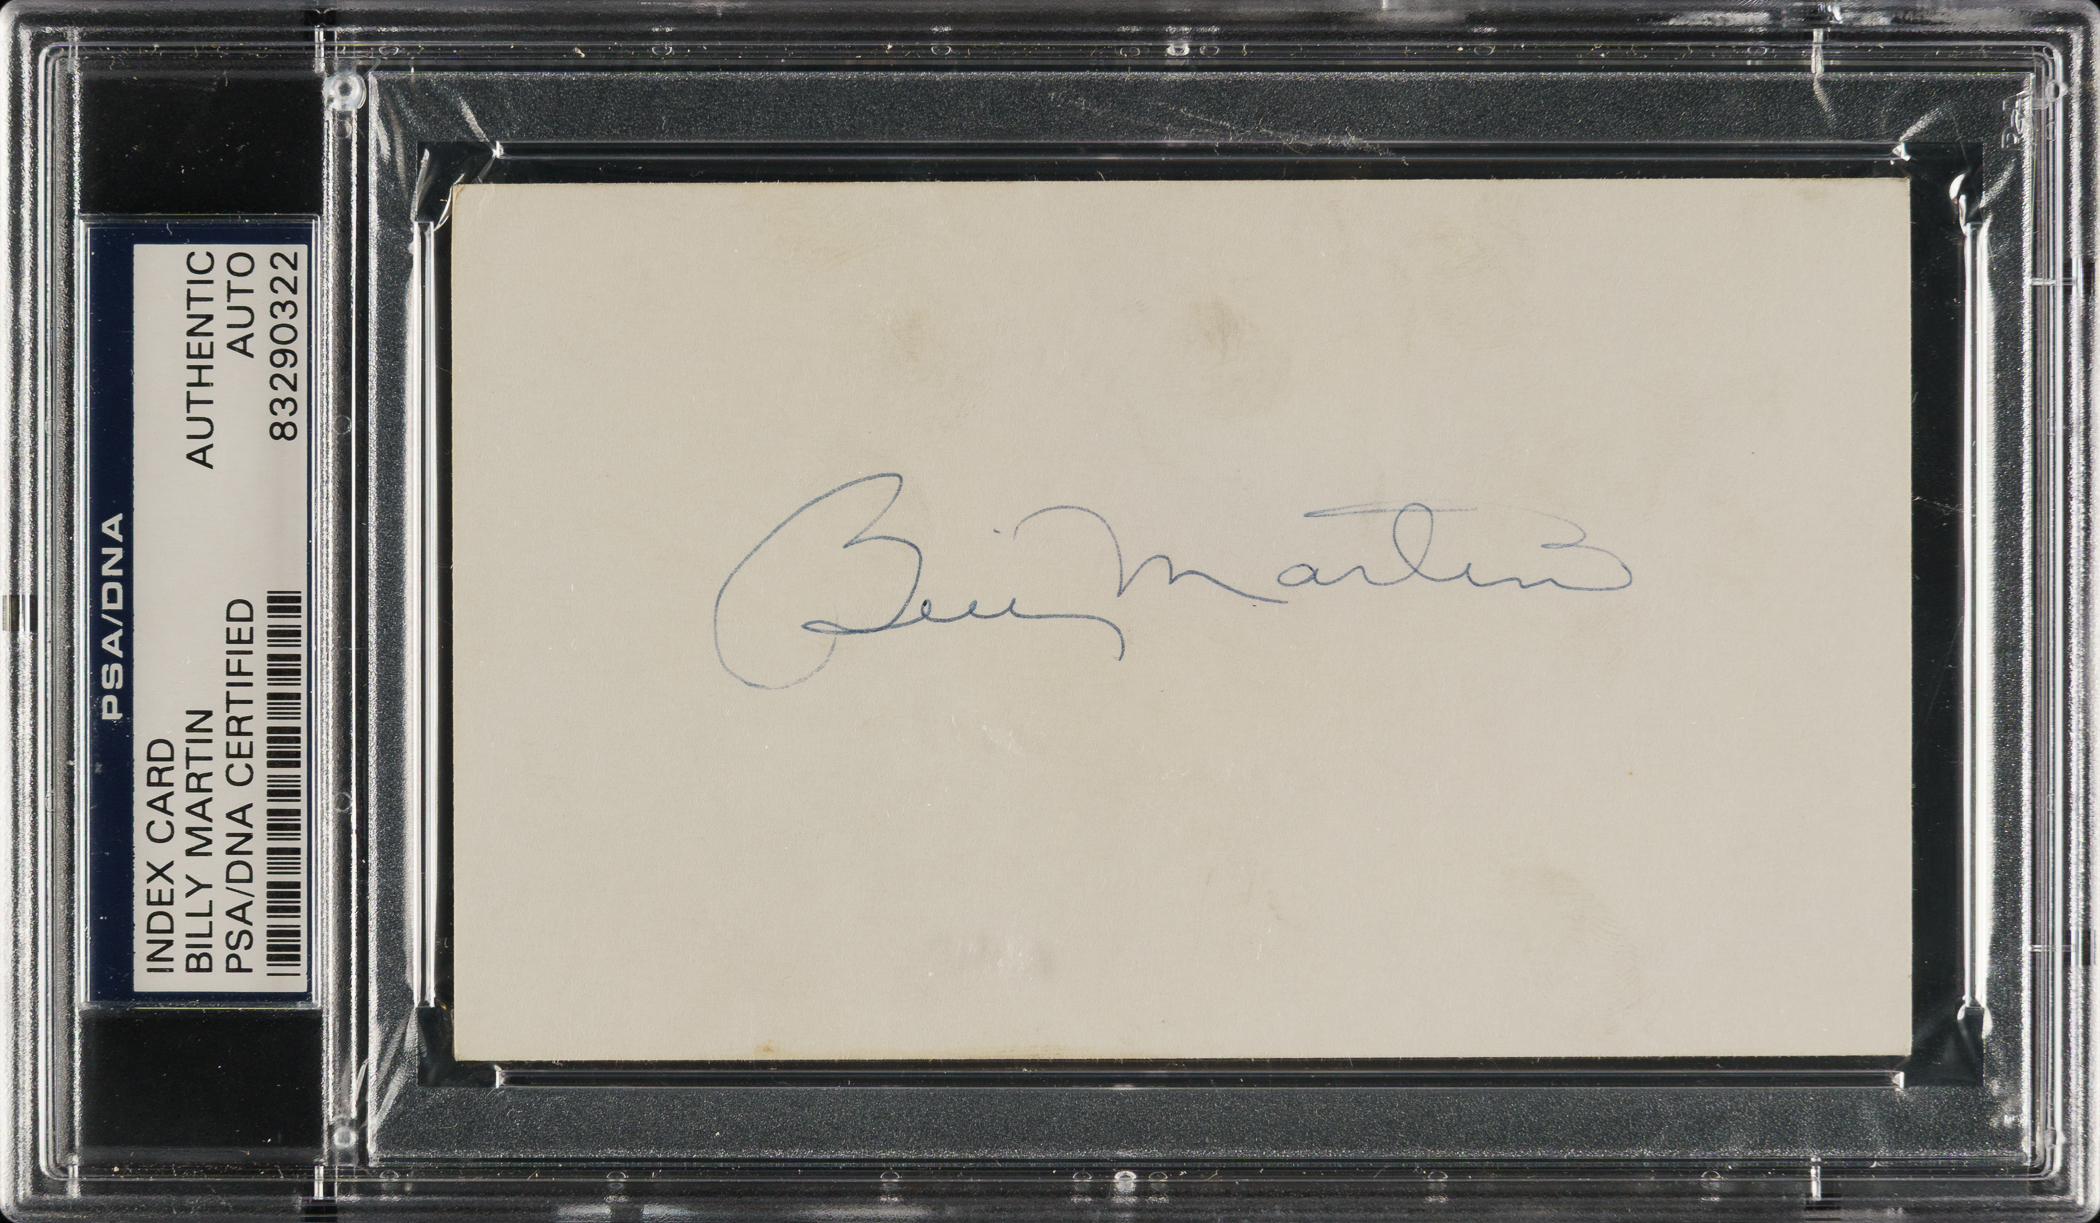 PSA/DNA
INDEX CARD
AUTHENTIC
BILLY MARTIN
AUTO
PSA/DNA CERTIFIED
83290322
Billy Martin